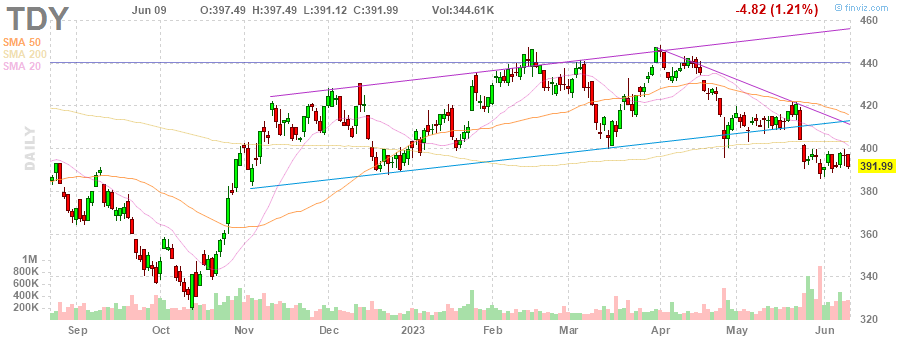 TDY Jun 09 O:397.49 H:397.49 L:391.12 C:391.99 Vol:344.61K -4.82 (1.21%)
© finviz.com
SMA 50
SMA 200
SMA 20
DAILY
460
440
420
400
391.99
380
360
340
320
1M
800K
600K
400K
200K
Sep Oct Nov Dec 2023 Feb Mar Apr May Jun